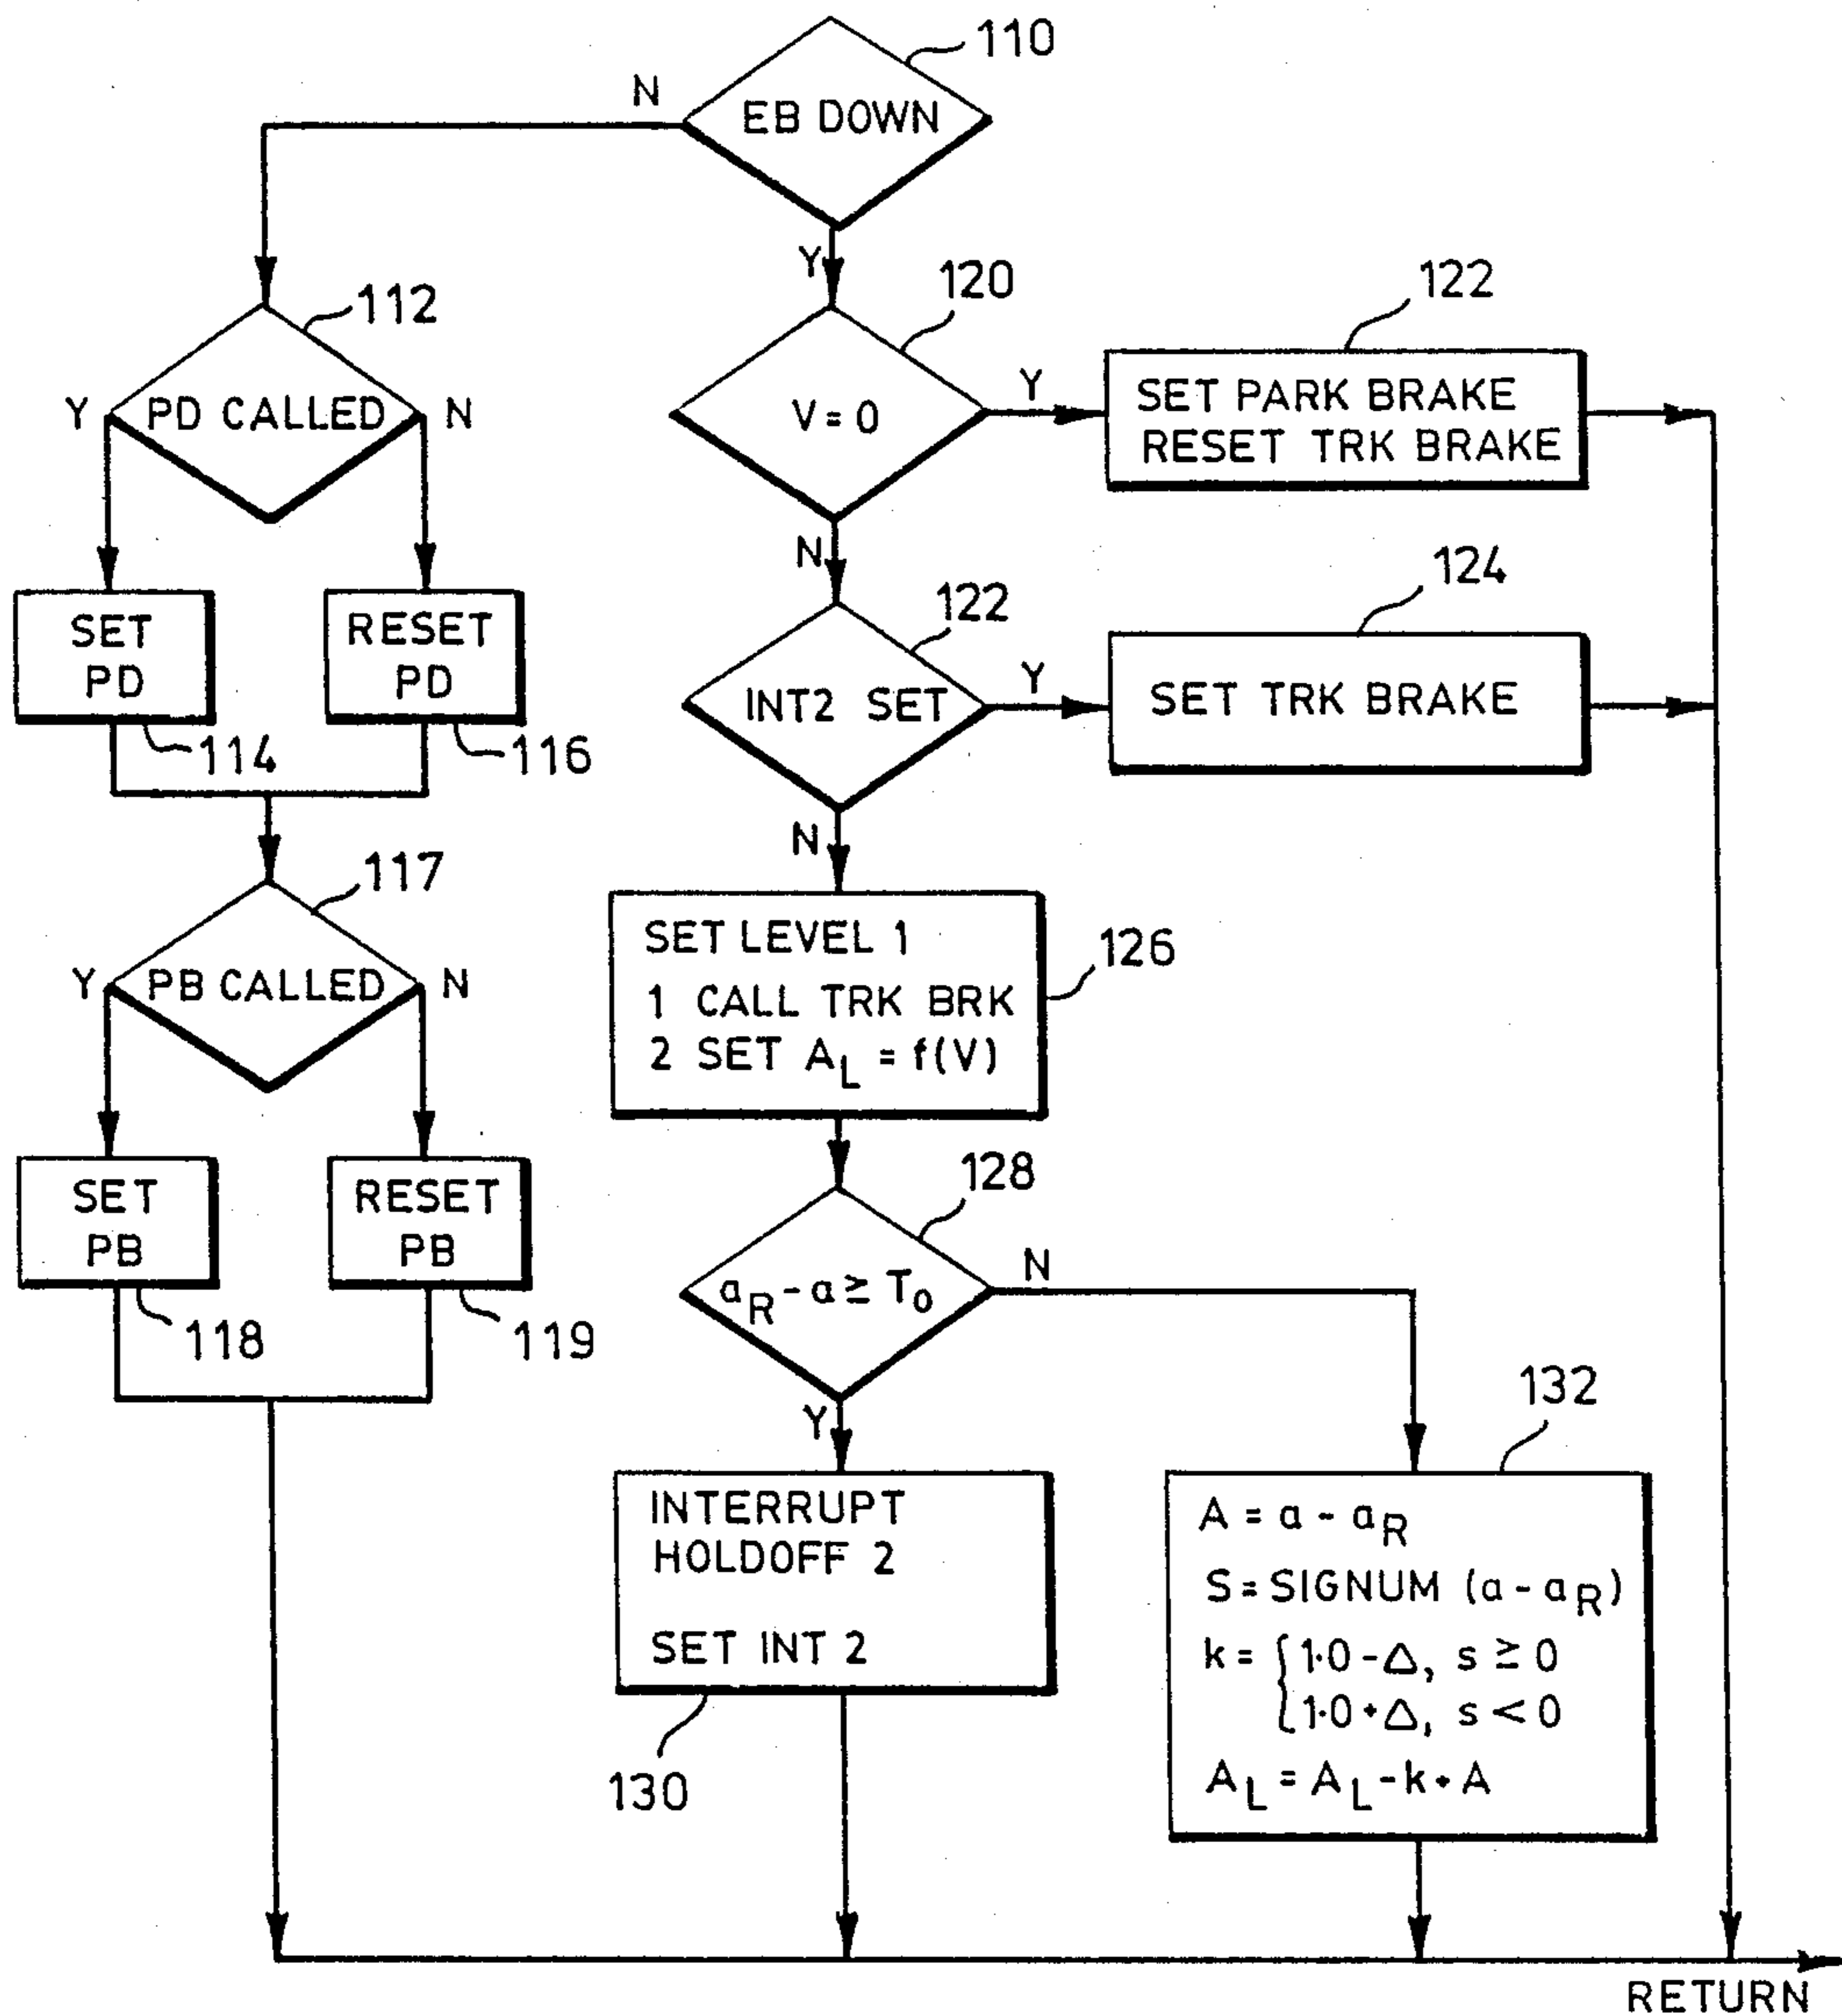 110
N
EB DOWN
Y
112
Y
PD CALLED
N
SET
PD
114
RESET
PD
116
117
Y
PB CALLED
N
SET
PB
118
RESET
PB
119
120
V = 0
Y
122
SET PARK BRAKE
RESET TRK BRAKE
N
122
INT2 SET
Y
124
SET TRK BRAKE
N
SET LEVEL 1
1 CALL TRK BRK
2 SET A_L = f(V)
126
128
a_R - a ≥ T_0
N
Y
INTERRUPT
HOLDOFF 2
SET INT 2
130
132
A = a - a_R
S = SIGNUM (a - a_R)
k = { 1·0 - Δ, s ≥ 0
1·0 + Δ, s < 0
A_L = A_L - k · A
RETURN